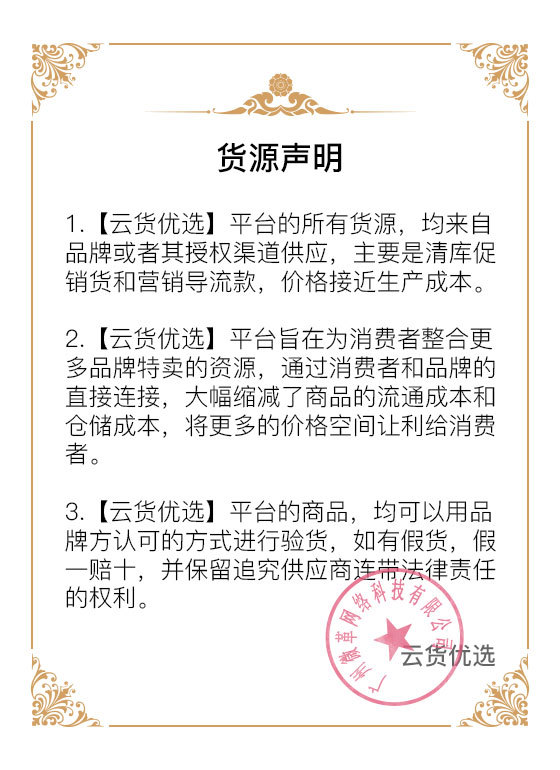 货源声明
1.【云货优选】平台的所有货源，均来自
品牌或者其授权渠道供应，主要是清库促
销货和营销导流款，价格接近生产成本。
2.【云货优选】平台旨在为消费者整合更
多品牌特卖的资源，通过消费者和品牌的
直接连接，大幅缩减了商品的流通成本和
仓储成本，将更多的价格空间让利给消费
者。
3.【云货优选】平台的商品，均可以用品
牌方认可的方式进行验货，如有假货，假
一赔十，并保留追究供应商连带法律责任
的权利。
广州微革网络科技有限公司
云货优选